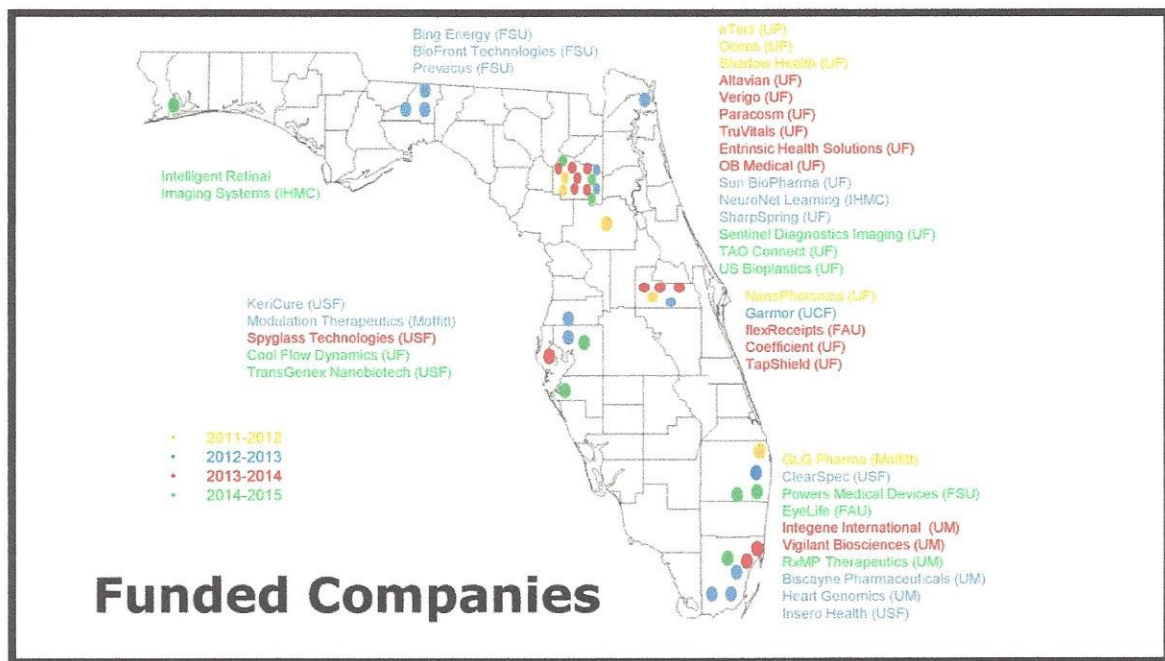 Bing Energy (FSU)
BioFront Technologies (FSU)
Prevacus (FSU)
eText (UF)
Ocons (UF)
Shadow Health (UF)
Altavian (UF)
Verigo (UF)
Paracosm (UF)
TruVitals (UF)
Entrinsic Health Solutions (UF)
OB Medical (UF)
Sun BioPharma (UF)
NeuroNet Learning (IHMC)
SharpSpring (UF)
Sentinel Diagnostics Imaging (UF)
TAO Connect (UF)
US Bioplastics (UF)
Intelligent Retinal
Imaging Systems (IHMC)
KeriCure (USF)
Modulation Therapeutics (Moffitt)
Spyglass Technologies (USF)
Cool Flow Dynamics (UF)
TransGenex Nanobiotech (USF)
NanoPhotonica (UF)
Garmor (UCF)
flexReceipts (FAU)
Coefficient (UF)
TapShield (UF)
• 2011-2012
• 2012-2013
• 2013-2014
• 2014-2015
GLG Pharma (Moffitt)
ClearSpec (USF)
Powers Medical Devices (FSU)
EyeLife (FAU)
Integene International (UM)
Vigilant Biosciences (UM)
RxMP Therapeutics (UM)
Biscayne Pharmaceuticals (UM)
Heart Genomics (UM)
Insero Health (USF)
Funded Companies